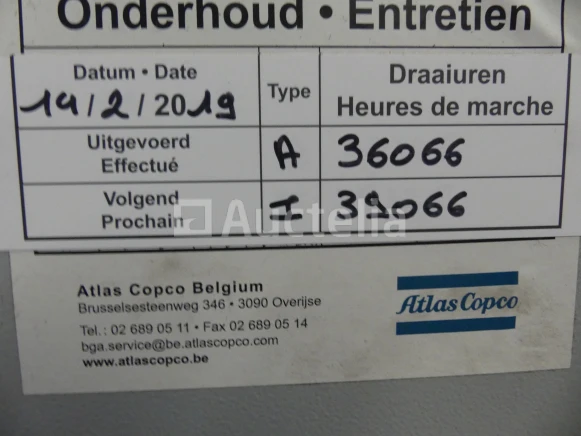 Onderhoud • Entretien
Datum • Date
14/2/2019
Type
Draaiuren
Heures de marche
Uitgevoerd
Effectué
A
36066
Volgend
Prochain
I
39066
Auctelia
Atlas Copco Belgium
Brusselsesteenweg 346 • 3090 Overijse
Tel.: 02 689 05 11 • Fax 02 689 05 14
bga.service@be.atlascopco.com
www.atlascopco.be
Atlas Copco